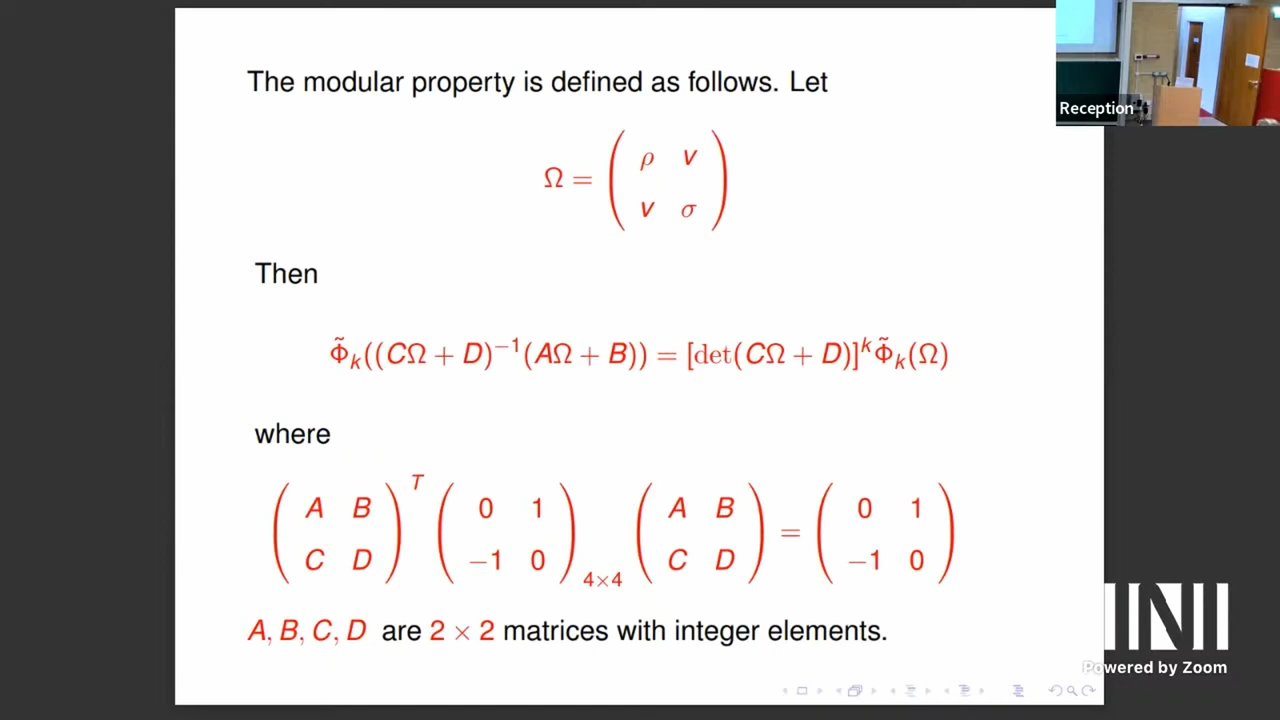 The modular property is defined as follows. Let
Ω = ( ρ v
v σ )
Then
Φ̃ₖ((CΩ + D)⁻¹(AΩ + B)) = [det(CΩ + D)]ᵏ Φ̃ₖ(Ω)
where
( A B
C D )ᵀ ( 0 1
−1 0 )₄ₓ₄ ( A B
C D ) = ( 0 1
−1 0 )
A, B, C, D are 2 × 2 matrices with integer elements.
Reception
INI
Powered by Zoom